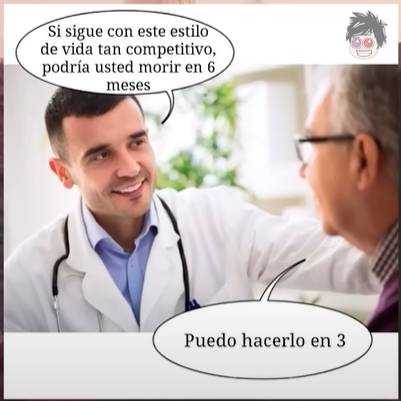 Si sigue con este estilo
de vida tan competitivo,
podría usted morir en 6
meses
Puedo hacerlo en 3